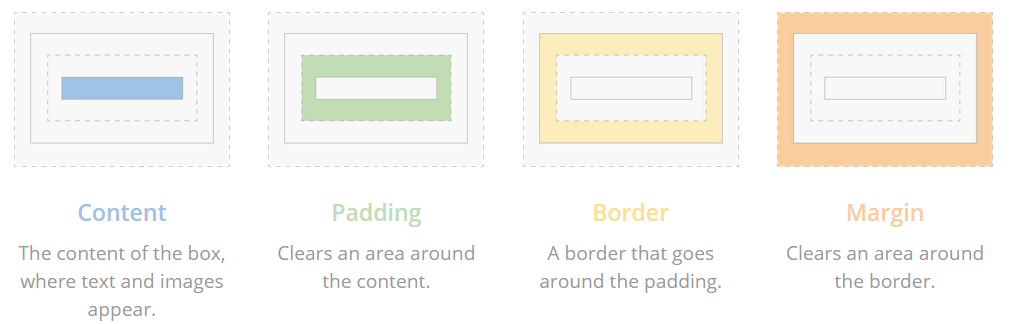 Content
The content of the box,
where text and images
appear.
Padding
Clears an area around
the content.
Border
A border that goes
around the padding.
Margin
Clears an area around
the border.